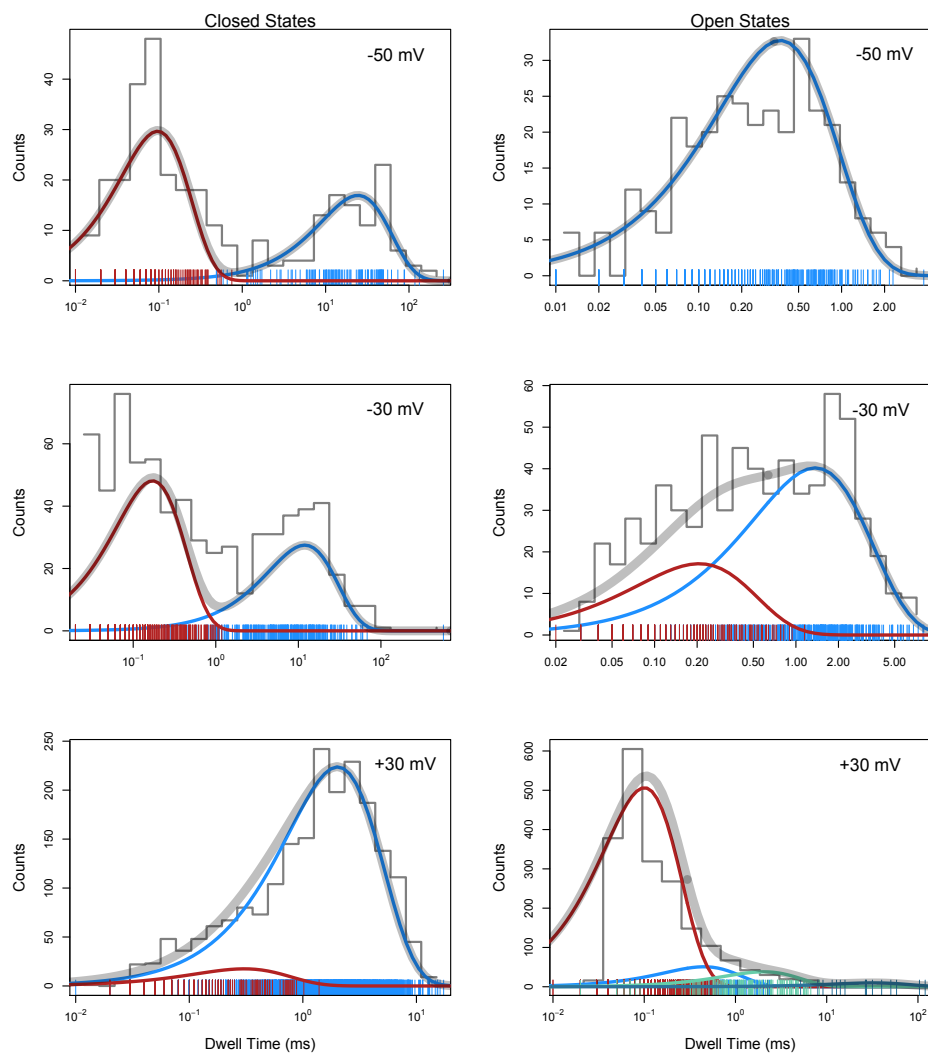 Closed States
Open States
-50 mV
Counts
0 10 20 30 40
10⁻² 10⁻¹ 10⁰ 10¹ 10²
-50 mV
Counts
0 5 10 15 20 25 30
0.01 0.02 0.05 0.10 0.20 0.50 1.00 2.00
-30 mV
Counts
0 20 40 60
10⁻¹ 10⁰ 10¹ 10²
-30 mV
Counts
0 10 20 30 40 50 60
0.02 0.05 0.10 0.20 0.50 1.00 2.00 5.00
+30 mV
Counts
0 50 100 150 200 250
10⁻² 10⁻¹ 10⁰ 10¹
Dwell Time (ms)
+30 mV
Counts
0 100 200 300 400 500 600
10⁻² 10⁻¹ 10⁰ 10¹ 10²
Dwell Time (ms)